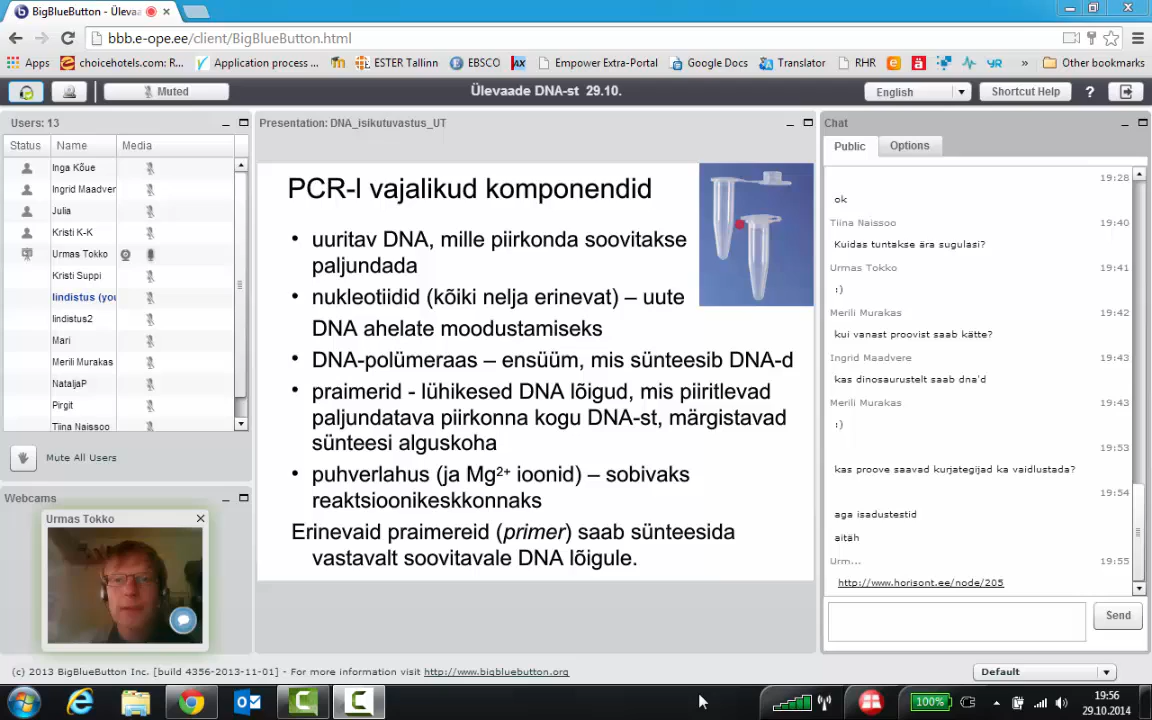 BigBlueButton - Ülevaa
bbb.e-ope.ee/client/BigBlueButton.html
Apps
choicehotels.com: R...
Application process ...
ESTER Tallinn
EBSCO
AX
Empower Extra-Portal
Google Docs
Translator
RHR
YR
»
Other bookmarks
Muted
Ülevaade DNA-st 29.10.
English
Shortcut Help
?
Users: 13
Status
Name
Media
Inga Kõue
Ingrid Maadver
Julia
Kristi K-K
Urmas Tokko
Kristi Suppi
lindistus (you
lindistus2
Mari
Merili Murakas
NataljaP
Pirgit
Tiina Naissoo
Mute All Users
Webcams
Urmas Tokko
Presentation: DNA_isikutuvastus_UT
PCR-l vajalikud komponendid
• uuritav DNA, mille piirkonda soovitakse
paljundada
• nukleotiidid (kõiki nelja erinevat) – uute
DNA ahelate moodustamiseks
• DNA-polümeraas – ensüüm, mis sünteesib DNA-d
• praimerid - lühikesed DNA lõigud, mis piiritlevad
paljundatava piirkonna kogu DNA-st, märgistavad
sünteesi alguskoha
• puhverlahus (ja Mg²⁺ ioonid) – sobivaks
reaktsioonikeskkonnaks
Erinevaid praimereid (primer) saab sünteesida
vastavalt soovitavale DNA lõigule.
Chat
Public
Options
19:28
ok
Tiina Naissoo 19:40
Kuidas tuntakse ära sugulasi?
Urmas Tokko 19:41
:)
Merili Murakas 19:42
kui vanast proovist saab kätte?
Ingrid Maadvere 19:43
kas dinosaurustelt saab dna'd
Merili Murakas 19:43
:)
19:53
kas proove saavad kurjategijad ka vaidlustada?
19:54
aga isadustestid
aitäh
Urm... 19:55
http://www.horisont.ee/node/205
Send
(c) 2013 BigBlueButton Inc. [build 4356-2013-11-01] - For more information visit http://www.bigbluebutton.org
Default
100%
19:56
29.10.2014